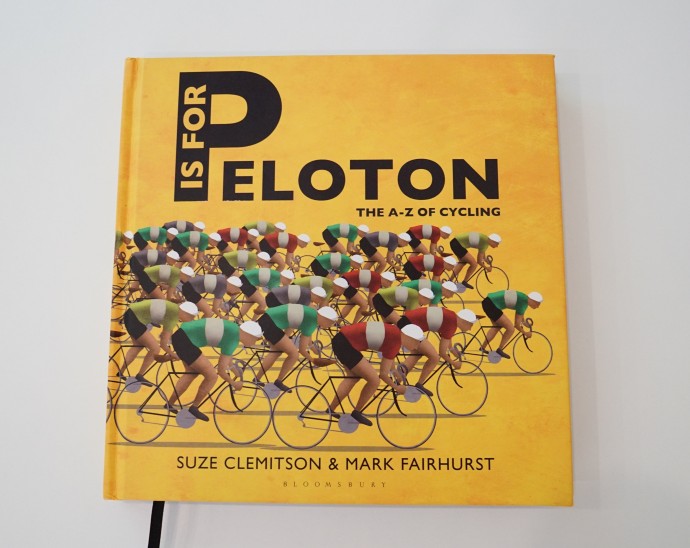 P IS FOR
PELOTON
THE A-Z OF CYCLING
SUZE CLEMITSON & MARK FAIRHURST
BLOOMSBURY